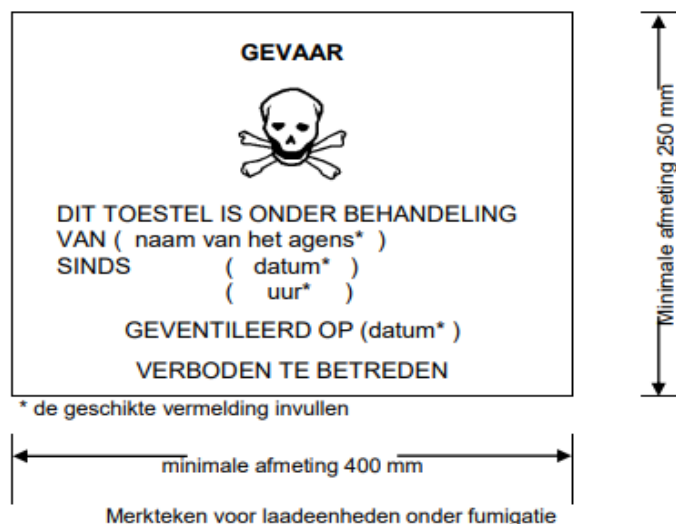 GEVAAR
DIT TOESTEL IS ONDER BEHANDELING
VAN ( naam van het agens* )
SINDS ( datum* )
( uur* )
GEVENTILEERD OP (datum* )
VERBODEN TE BETREDEN
* de geschikte vermelding invullen
minimale afmeting 400 mm
Merkteken voor laadeenheden onder fumigatie
Minimale afmeting 250 mm